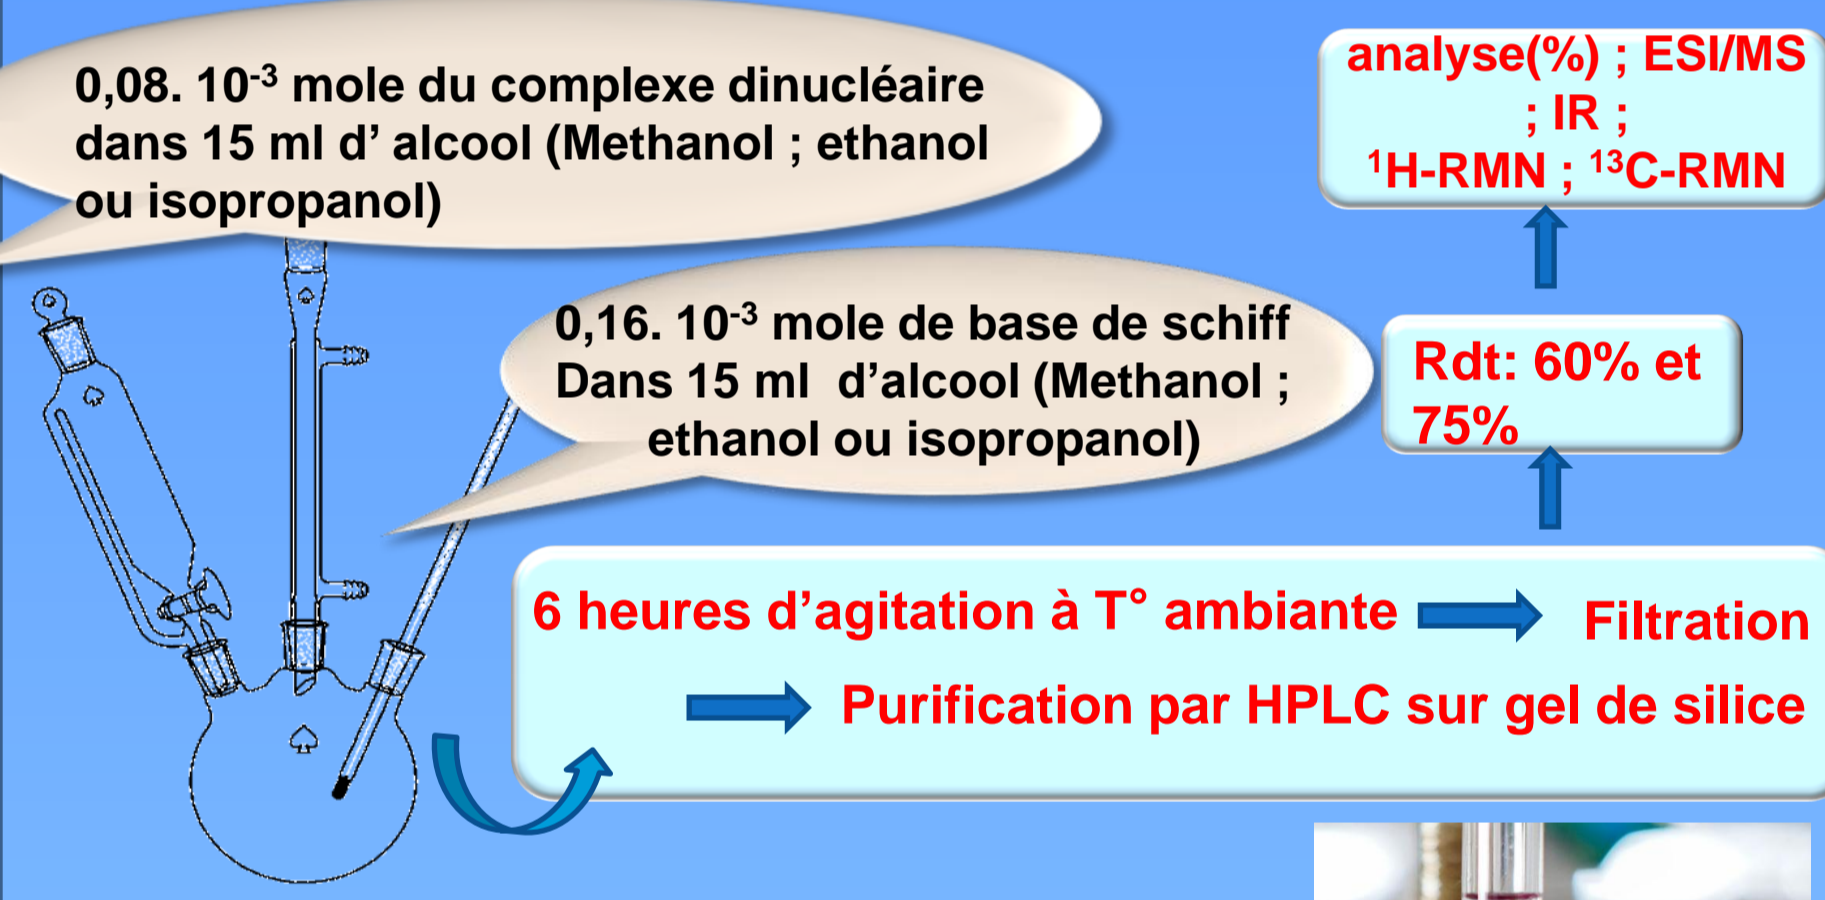 0,08. 10⁻³ mole du complexe dinucléaire
dans 15 ml d’ alcool (Methanol ; ethanol
ou isopropanol)
0,16. 10⁻³ mole de base de schiff
Dans 15 ml d’alcool (Methanol ;
ethanol ou isopropanol)
6 heures d’agitation à T° ambiante
Filtration
Purification par HPLC sur gel de silice
Rdt: 60% et
75%
analyse(%) ; ESI/MS
; IR ;
¹H-RMN ; ¹³C-RMN